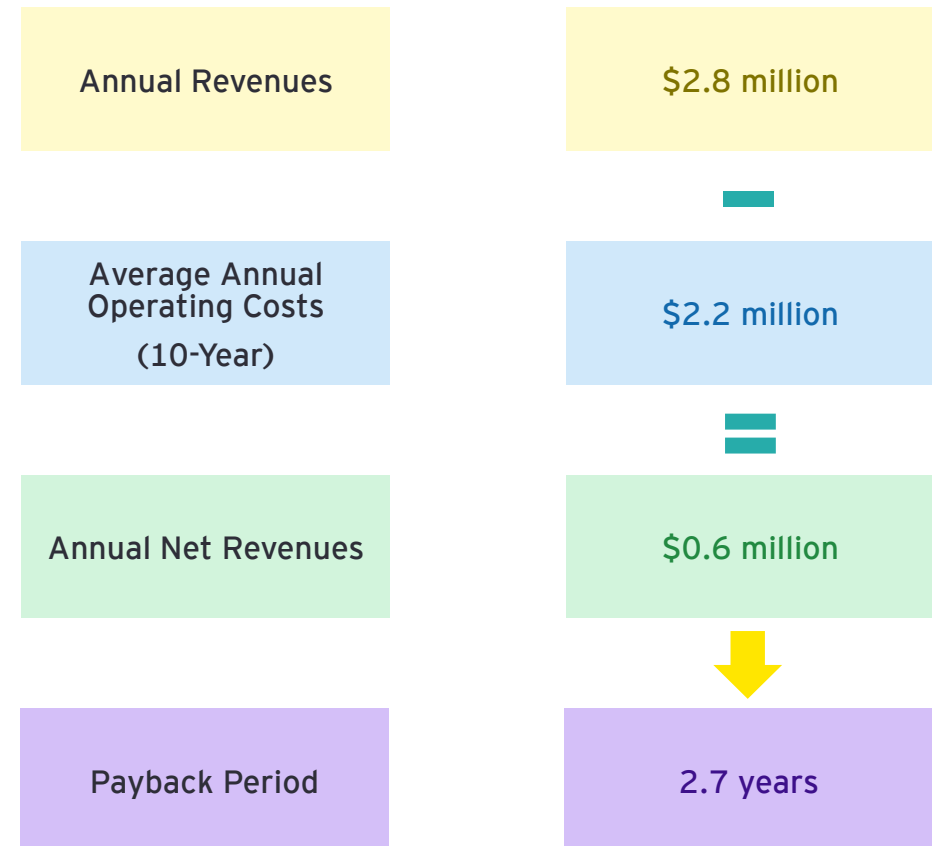 Annual Revenues
$2.8 million
Average Annual
Operating Costs
(10-Year)
$2.2 million
Annual Net Revenues
$0.6 million
Payback Period
2.7 years